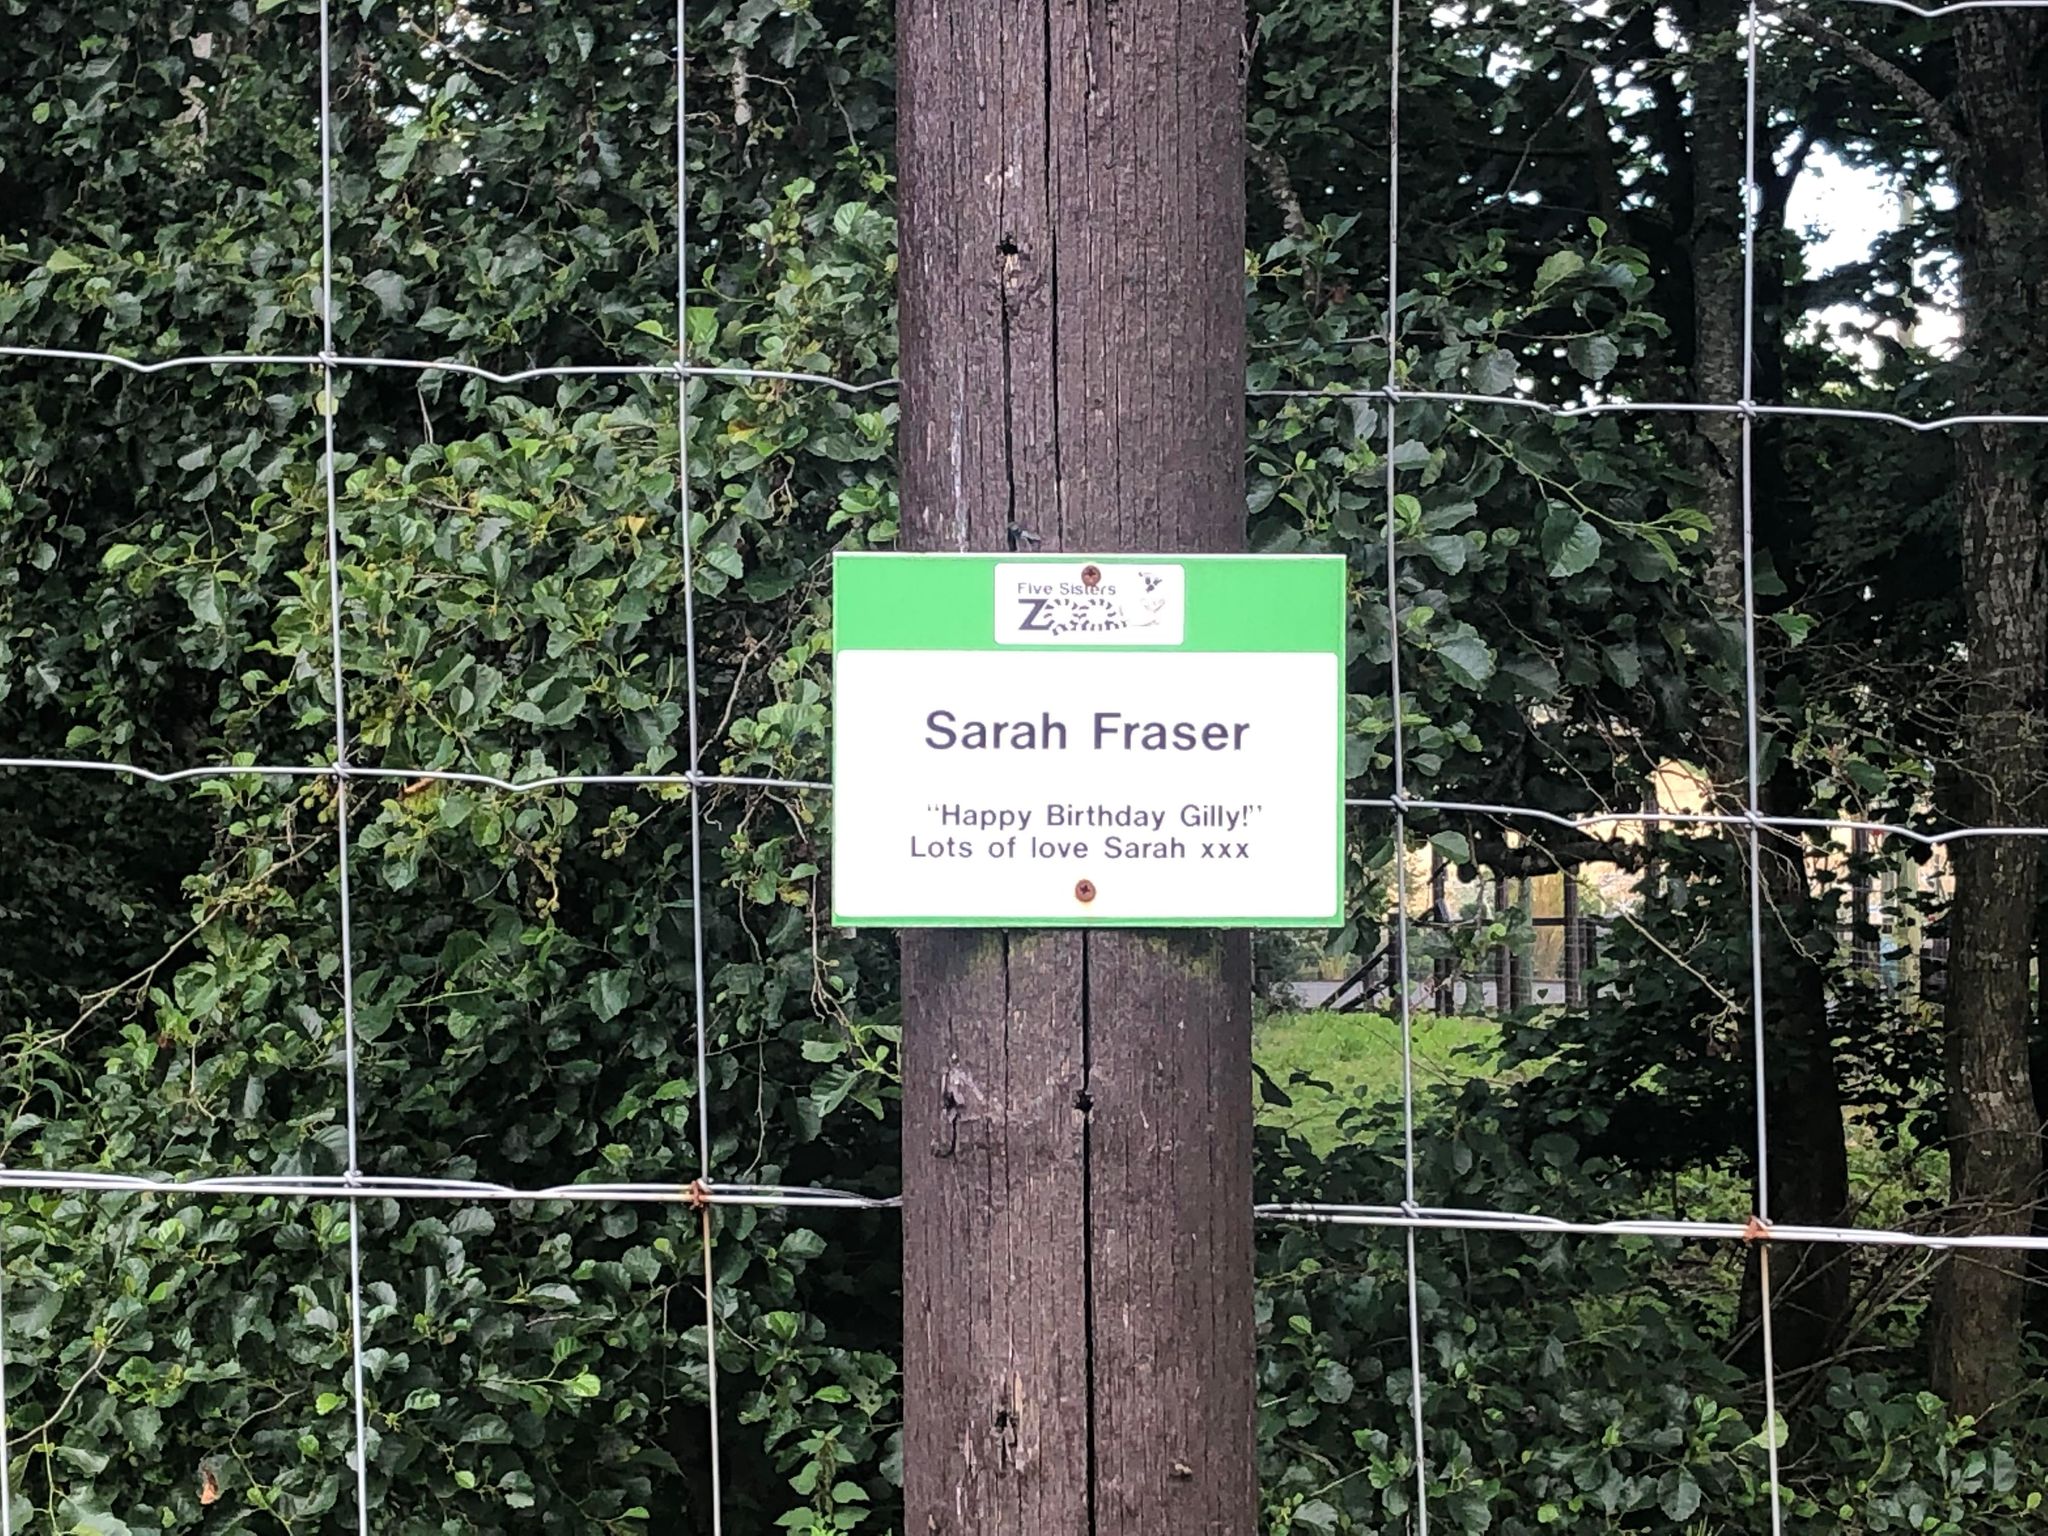 Five Sisters
Zoo
Sarah Fraser
"Happy Birthday Gilly!"
Lots of love Sarah xxx